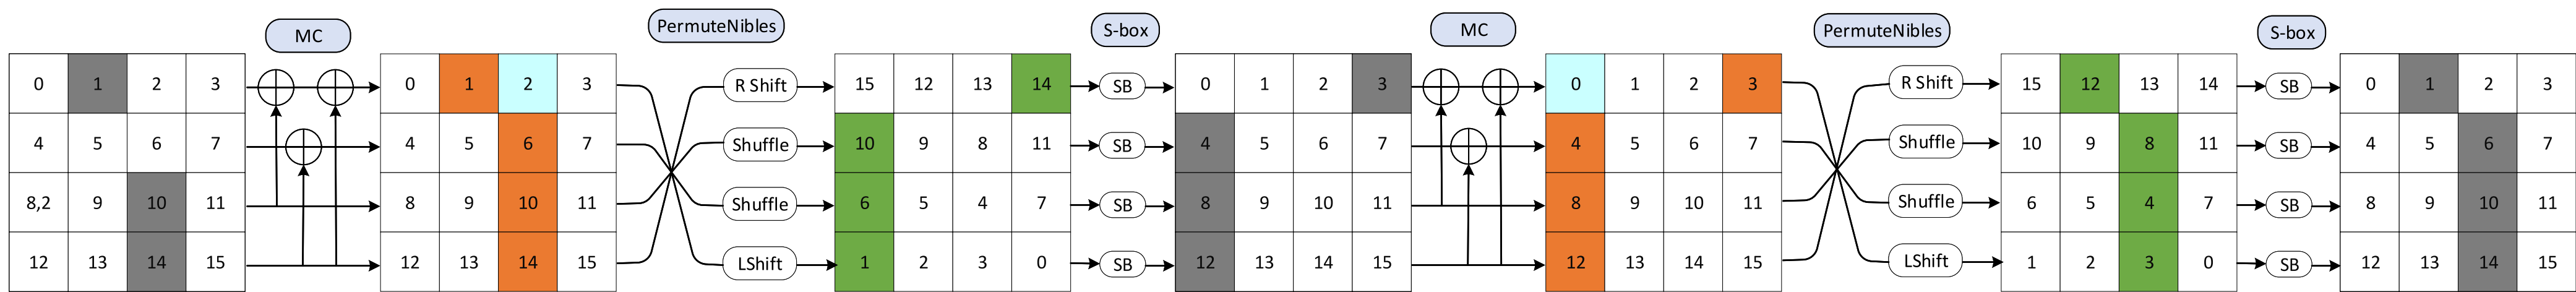 MC PermuteNibles S-box MC PermuteNibles S-box
0 1 2 3 0 1 2 3 R Shift 15 12 13 14 SB 0 1 2 3 0 1 2 3 R Shift 15 12 13 14 SB 0 1 2 3
4 5 6 7 4 5 6 7 Shuffle 10 9 8 11 SB 4 5 6 7 4 5 6 7 Shuffle 10 9 8 11 SB 4 5 6 7
8,2 9 10 11 8 9 10 11 Shuffle 6 5 4 7 SB 8 9 10 11 8 9 10 11 Shuffle 6 5 4 7 SB 8 9 10 11
12 13 14 15 12 13 14 15 LShift 1 2 3 0 SB 12 13 14 15 12 13 14 15 LShift 1 2 3 0 SB 12 13 14 15